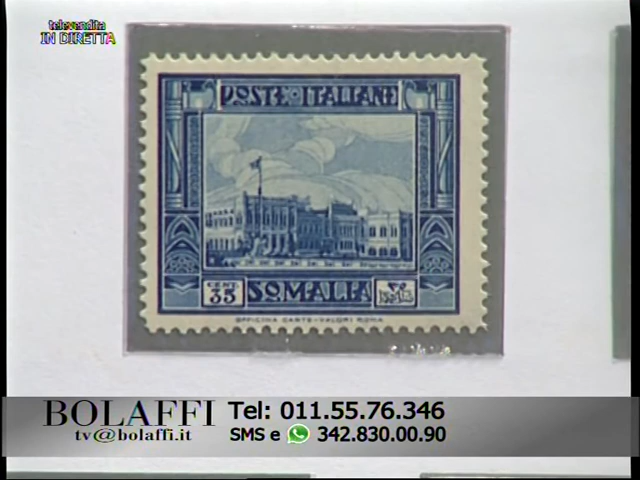 televendita
IN DIRETTA
POSTE·ITALIANE
CENT
35
SOMALIA
٣٥
OFFICINA CARTE-VALORI ROMA
BOLAFFI
tv@bolaffi.it
Tel: 011.55.76.346
SMS e 342.830.00.90